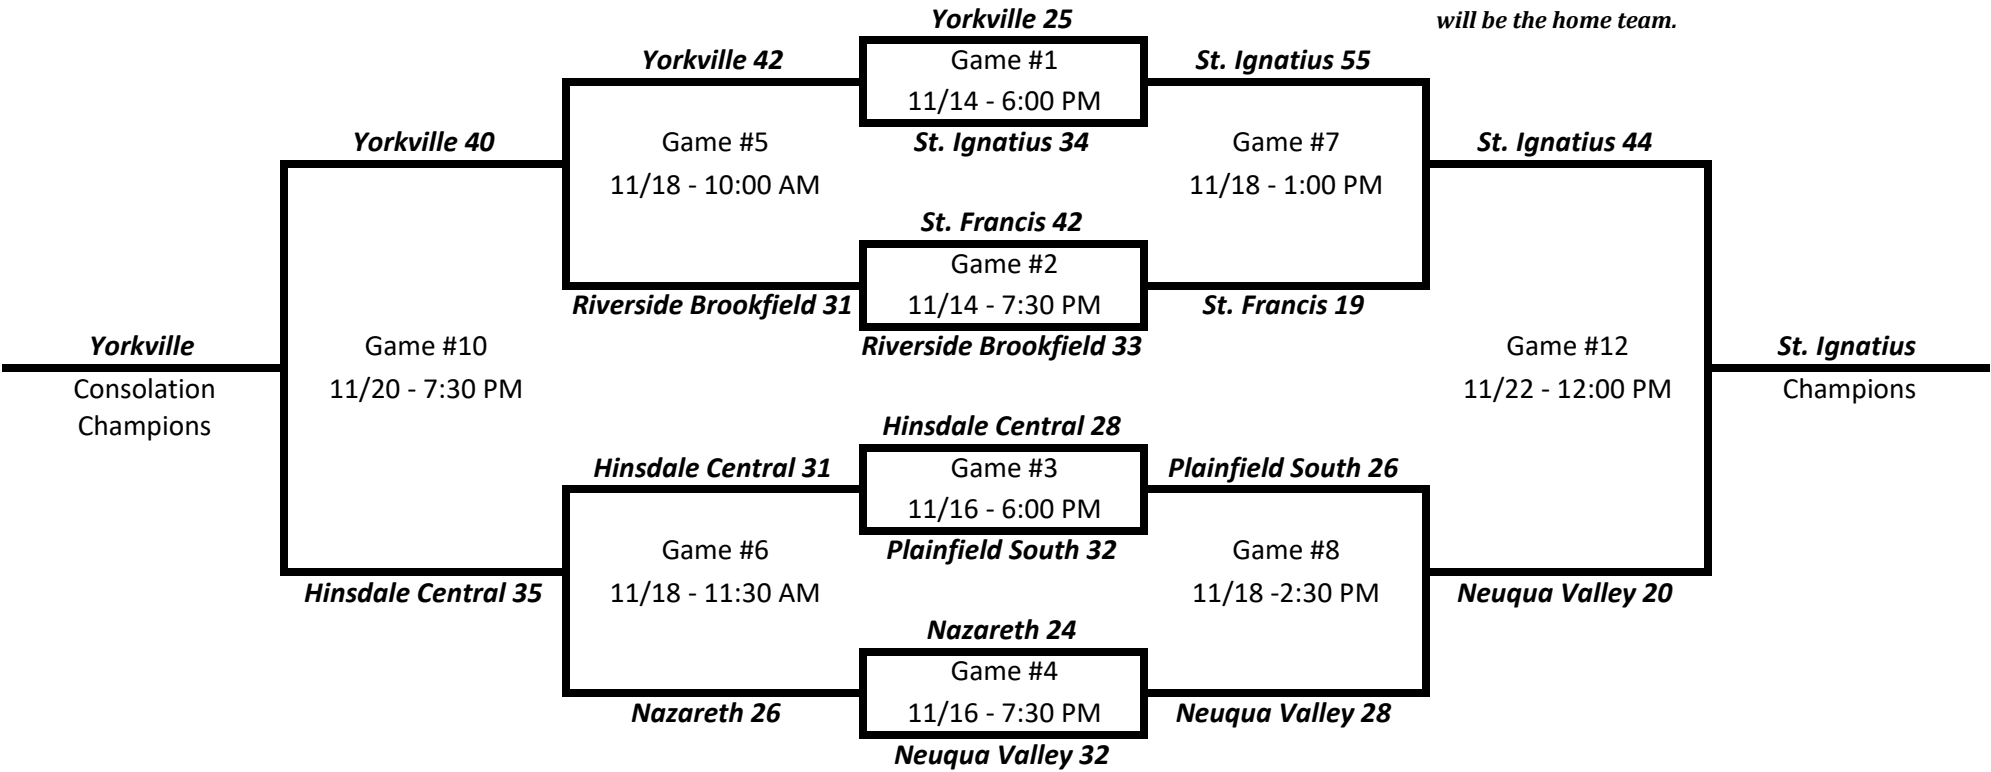 Yorkville 25
will be the home team.
Yorkville 42
Game #1
St. Ignatius 55
11/14 - 6:00 PM
Yorkville 40
Game #5
St. Ignatius 34
Game #7
St. Ignatius 44
11/18 - 10:00 AM
11/18 - 1:00 PM
St. Francis 42
Game #2
Riverside Brookfield 31
11/14 - 7:30 PM
St. Francis 19
Yorkville
Game #10
Riverside Brookfield 33
Game #12
St. Ignatius
Consolation
Champions
11/20 - 7:30 PM
11/22 - 12:00 PM
Champions
Hinsdale Central 28
Hinsdale Central 31
Game #3
Plainfield South 26
11/16 - 6:00 PM
Game #6
Plainfield South 32
Game #8
Hinsdale Central 35
11/18 - 11:30 AM
11/18 -2:30 PM
Neuqua Valley 20
Nazareth 24
Game #4
Nazareth 26
11/16 - 7:30 PM
Neuqua Valley 28
Neuqua Valley 32